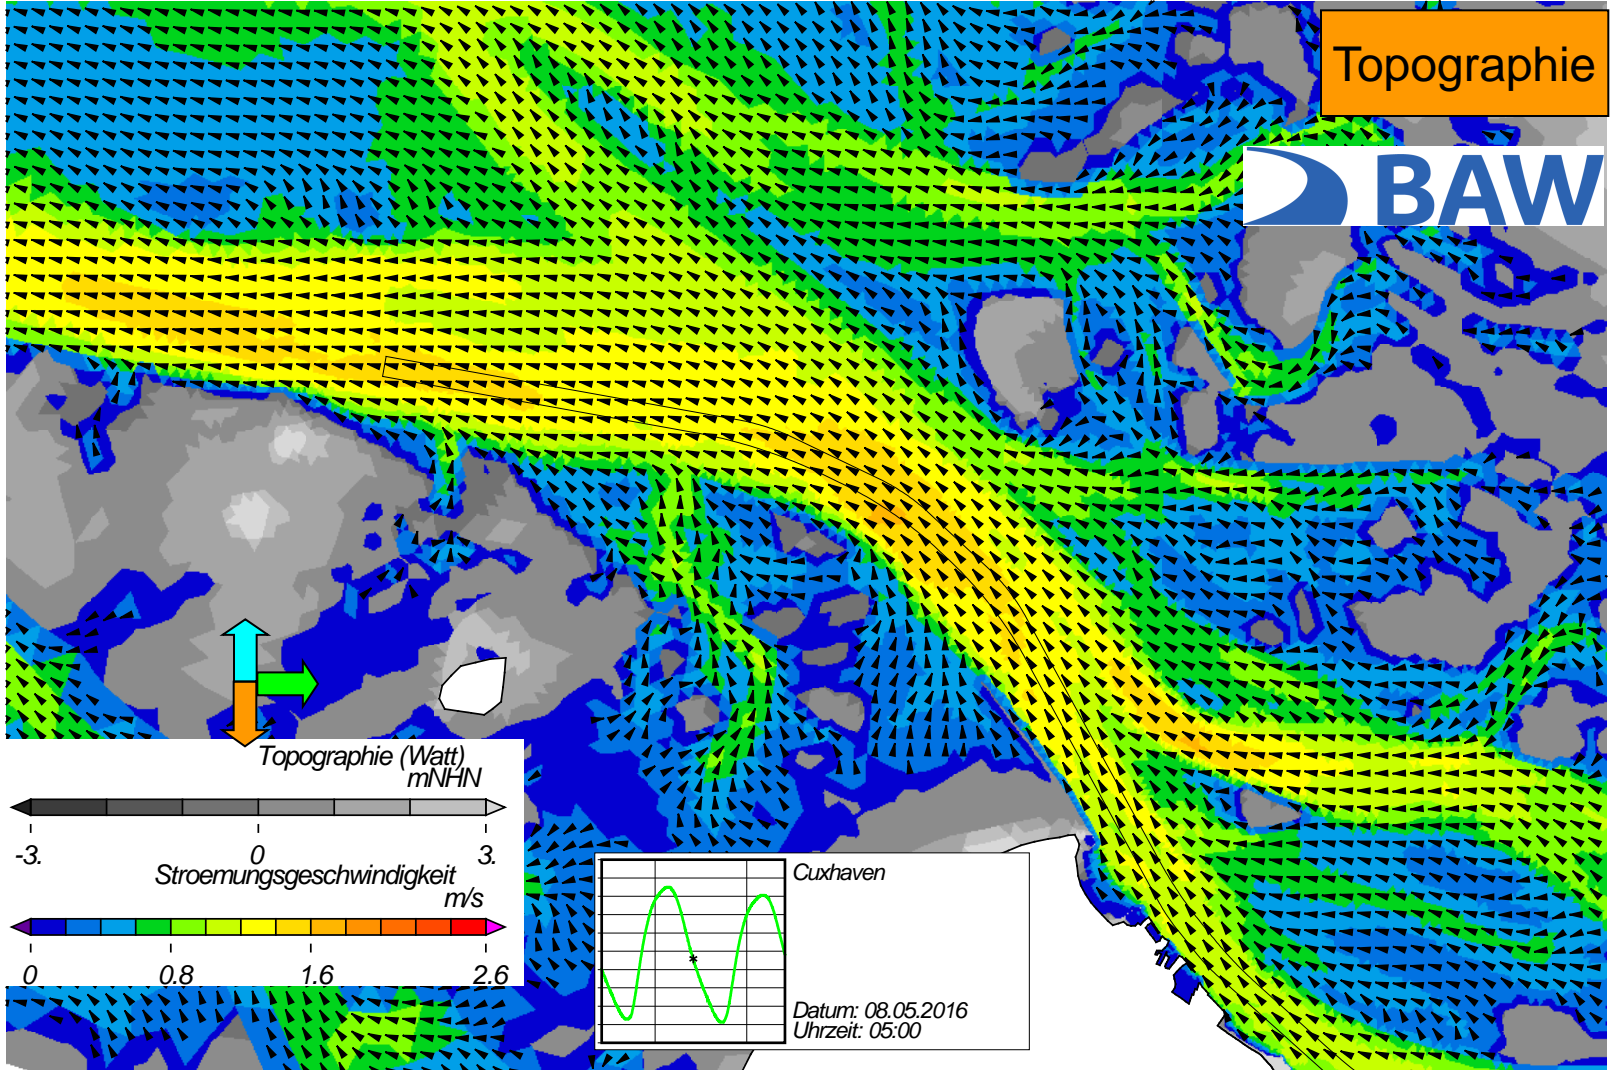 Topographie
BAW
Topographie (Watt)
mNHN
-3. 0 3.
Stroemungsgeschwindigkeit
m/s
0 0.8 1.6 2.6
Cuxhaven
Datum: 08.05.2016
Uhrzeit: 05:00